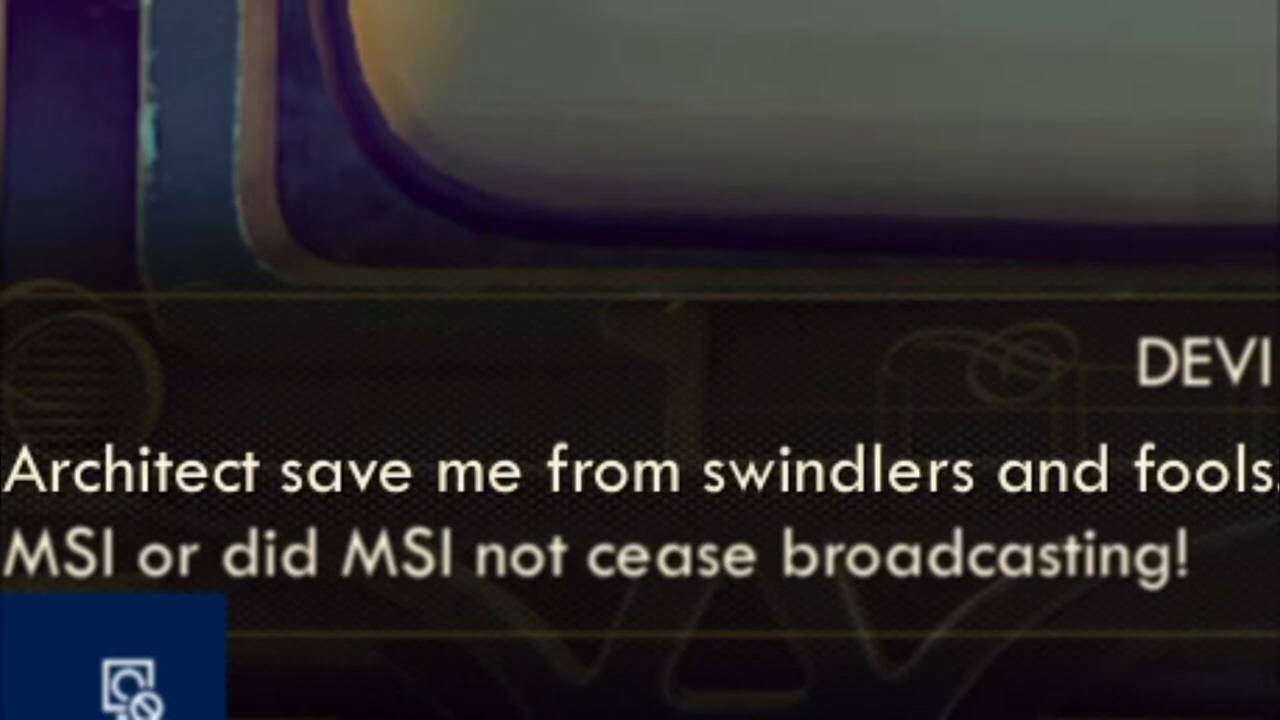 DEVI
Architect save me from swindlers and fools.
MSI or did MSI not cease broadcasting!